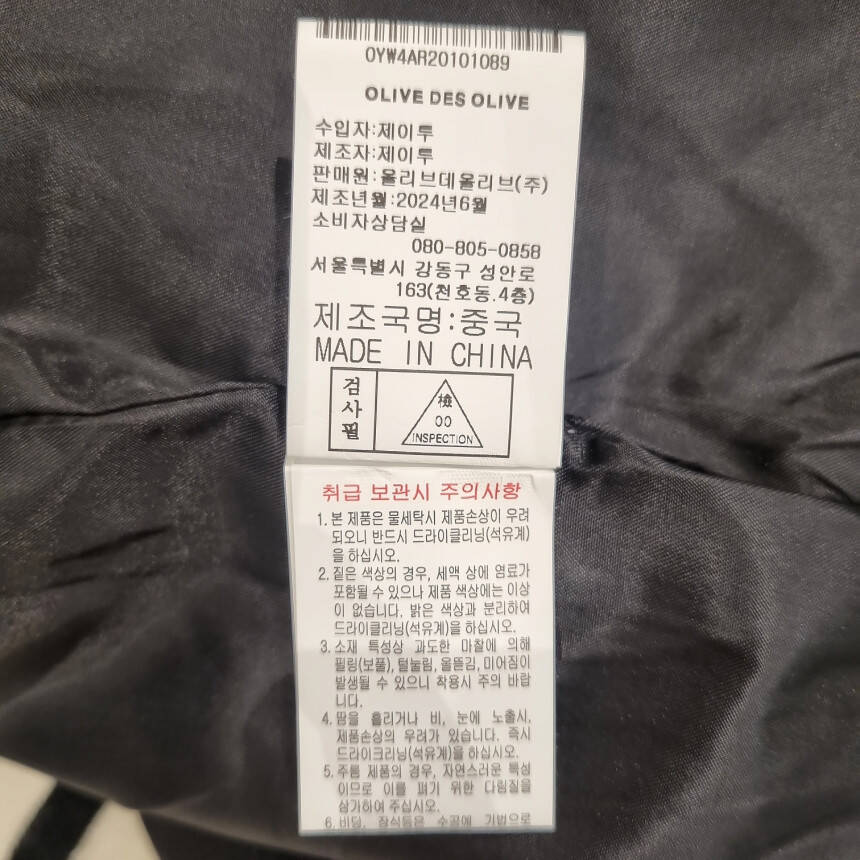 0YW4AR20101089
OLIVE DES OLIVE
수입자:제이투
제조자:제이투
판매원:올리브데올리브(주)
제조년월:2024년6월
소비자상담실
080-805-0858
서울특별시 강동구 성안로
163(천호동.4층)
제조국명:중국
MADE IN CHINA
검사필
檢
00
INSPECTION
취급 보관시 주의사항
1. 본 제품은 물세탁시 제품손상이 우려
되오니 반드시 드라이클리닝(석유계)
을 하십시오.
2. 짙은 색상의 경우, 세액 상에 염료가
포함될 수 있으나 제품 색상에는 이상
이 없습니다. 밝은 색상과 분리하여
드라이클리닝(석유계)을 하십시오.
3. 소재 특성상 과도한 마찰에 의해
필링(보풀), 털눌림, 올뜯김, 미어짐이
발생될 수 있으니 착용시 주의 바랍
니다.
4. 땀을 흘리거나 비, 눈에 노출시,
제품손상의 우려가 있습니다. 즉시
드라이크리닝(석유계)을 하십시오.
5. 주름 제품의 경우, 자연스러운 특성
이므로 이를 펴기 위한 다림질을
삼가하여 주십시오.
6. 비딩, 장식등은 수공예 기법으로